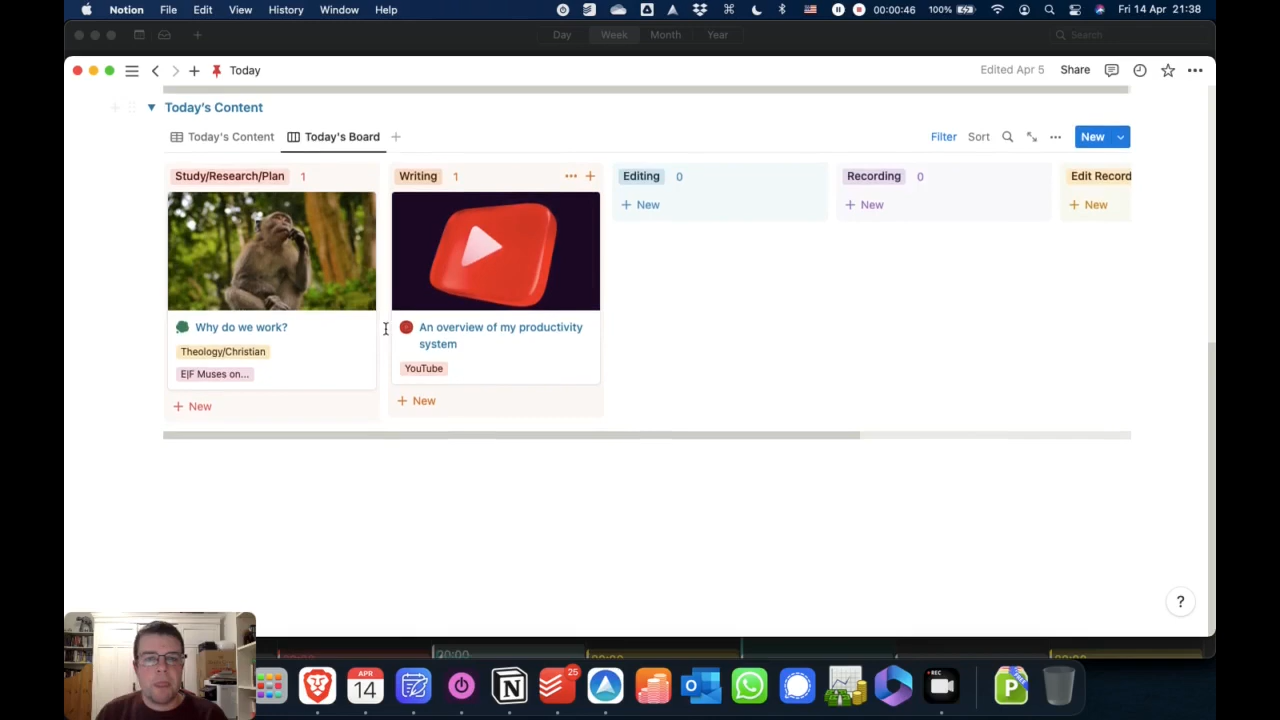 Notion File Edit View History Window Help 00:00:46 100% Fri 14 Apr 21:38
Day Week Month Year Search
Today Edited Apr 5 Share
Today's Content
Today's Content Today's Board Filter Sort New
Study/Research/Plan 1 Writing 1 Editing 0 Recording 0 Edit Record
New New New
Why do we work?
An overview of my productivity
system
Theology/Christian
YouTube
E|F Muses on...
New
New
?
20:00
APR
14
25
REC
P